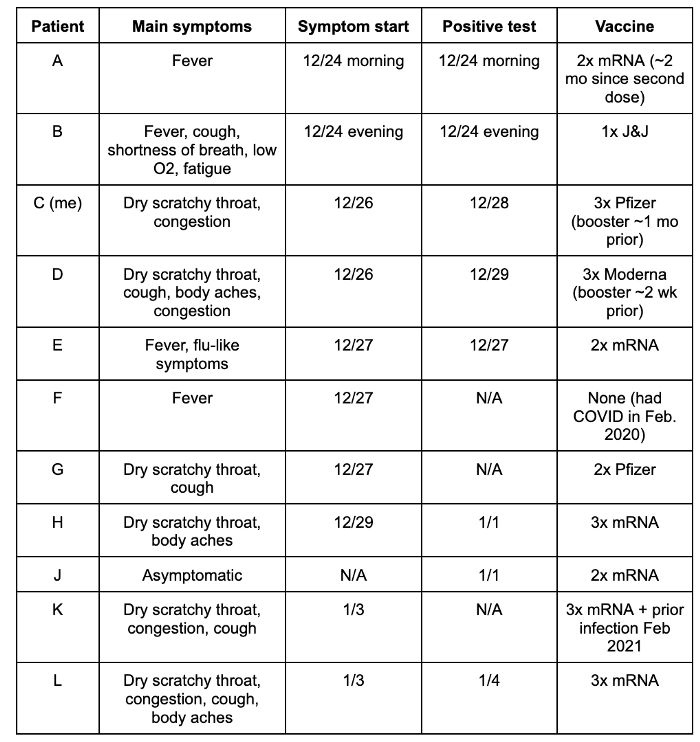 Patient Main symptoms Symptom start Positive test Vaccine
A Fever 12/24 morning 12/24 morning 2x mRNA (~2
mo since second
dose)
B Fever, cough, 12/24 evening 12/24 evening 1x J&J
shortness of breath, low
O2, fatigue
C (me) Dry scratchy throat, 12/26 12/28 3x Pfizer
congestion (booster ~1 mo
prior)
D Dry scratchy throat, 12/26 12/29 3x Moderna
cough, body aches, (booster ~2 wk
congestion prior)
E Fever, flu-like 12/27 12/27 2x mRNA
symptoms
F Fever 12/27 N/A None (had
COVID in Feb.
2020)
G Dry scratchy throat, 12/27 N/A 2x Pfizer
cough
H Dry scratchy throat, 12/29 1/1 3x mRNA
body aches
J Asymptomatic N/A 1/1 2x mRNA
K Dry scratchy throat, 1/3 N/A 3x mRNA + prior
congestion, cough infection Feb
2021
L Dry scratchy throat, 1/3 1/4 3x mRNA
congestion, cough,
body aches